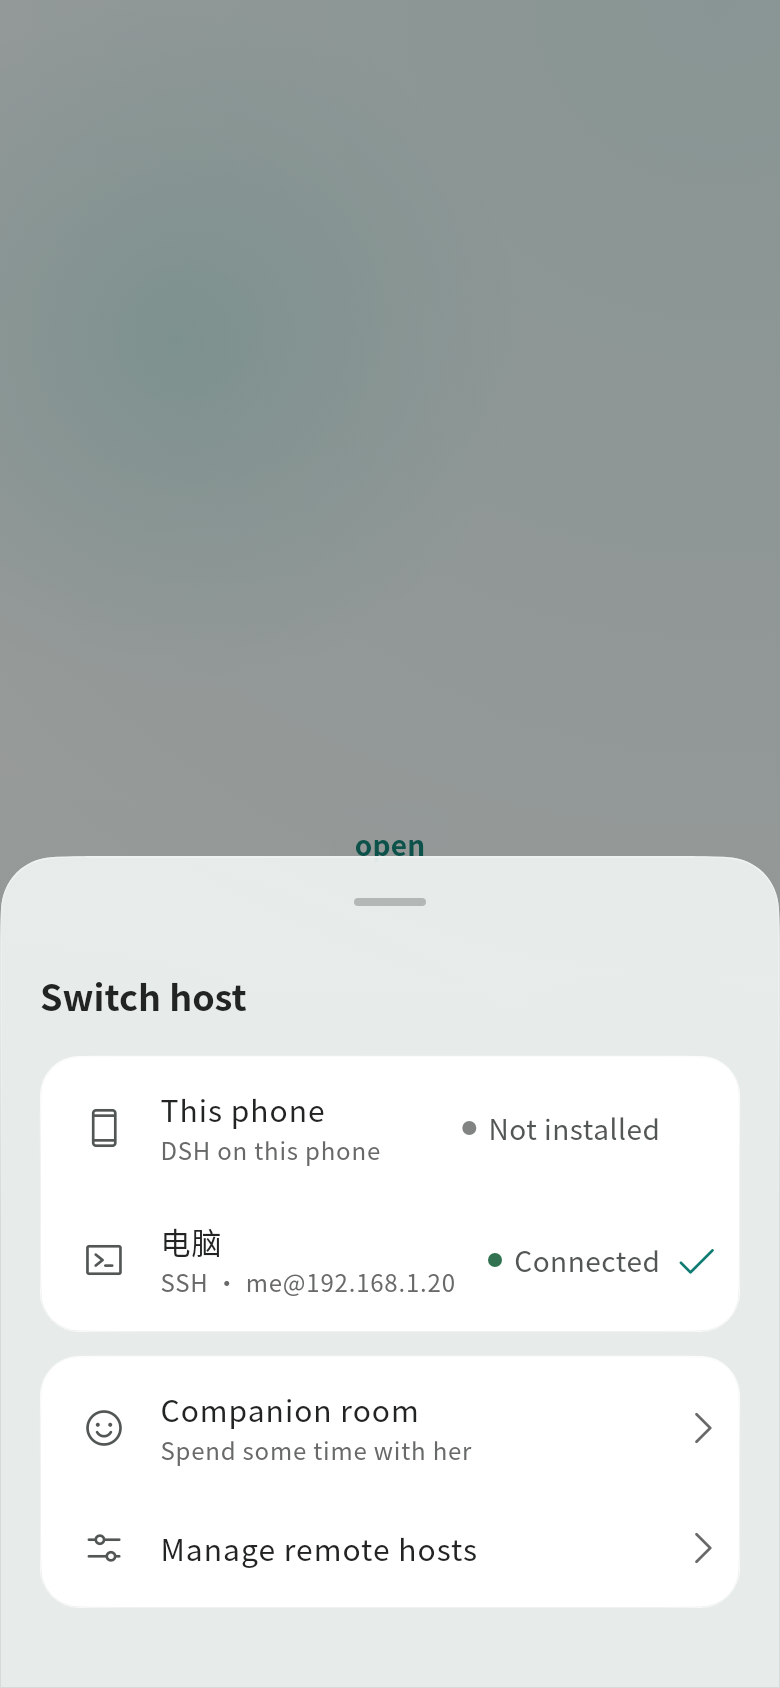 open
Switch host
This phone
DSH on this phone
Not installed
电脑
SSH • me@192.168.1.20
Connected
Companion room
Spend some time with her
Manage remote hosts